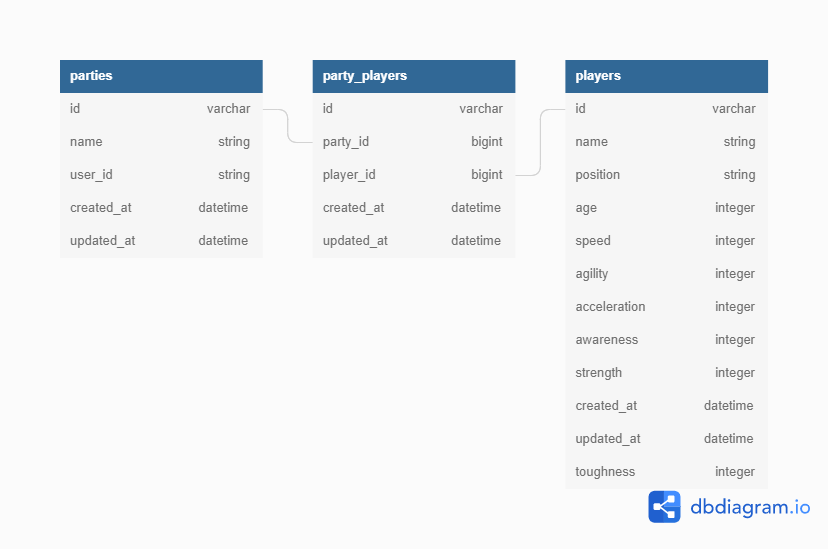 parties
id varchar
name string
user_id string
created_at datetime
updated_at datetime
party_players
id varchar
party_id bigint
player_id bigint
created_at datetime
updated_at datetime
players
id varchar
name string
position string
age integer
speed integer
agility integer
acceleration integer
awareness integer
strength integer
created_at datetime
updated_at datetime
toughness integer
dbdiagram.io